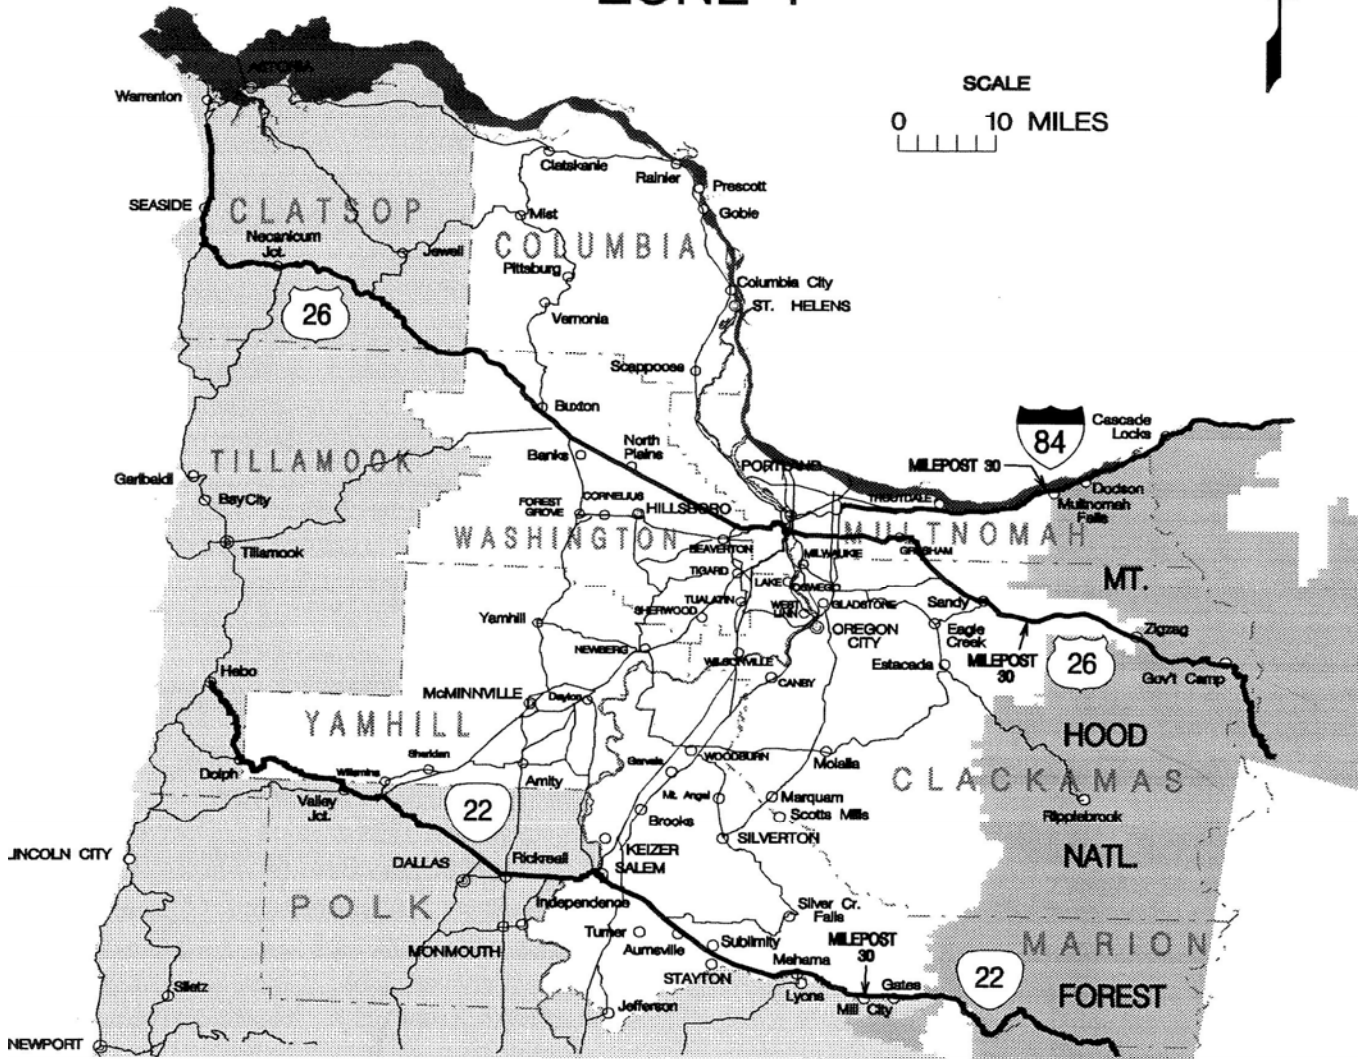 SCALE
0 10 MILES
ASTORIA
Warrenton
Clatskanie
Rainier
Prescott
SEASIDE
CLATSOP
Mist
Goble
Necanicum
Jct.
Jewell
COLUMBIA
Pittsburg
Columbia City
26
Vernonia
ST. HELENS
Scappoose
Buxton
84
Cascade
Locks
TILLAMOOK
Banks
North
Plains
PORTLAND
MILEPOST 30
Garibaldi
Bay City
CORNELIUS
FOREST
GROVE
HILLSBORO
TROUTDALE
Dodson
Multnomah
Falls
WASHINGTON
MULTNOMAH
Tillamook
BEAVERTON
MILWAUKIE
GRESHAM
TIGARD
LAKE
OSWEGO
MT.
TUALATIN
SHERWOOD
WEST
LINN
GLADSTONE
Sandy
Yamhill
OREGON
CITY
Eagle
Creek
Zigzag
NEWBERG
WILSONVILLE
Estacada
MILEPOST
30
26
Gov't Camp
Hebo
CANBY
McMINNVILLE
Dayton
YAMHILL
HOOD
Sheridan
WOODBURN
Molalla
Dolph
Willamina
Amity
Gervais
CLACKAMAS
Valley
Jct.
22
Mt. Angel
Marquam
Brooks
Scotts Mills
Ripplebrook
LINCOLN CITY
KEIZER
SILVERTON
NATL.
DALLAS
Rickreall
SALEM
POLK
Independence
Silver Cr.
Falls
Turner
Aumsville
Sublimity
MILEPOST
30
MARION
MONMOUTH
STAYTON
Mehama
22
Siletz
Lyons
Gates
Mill City
FOREST
Jefferson
NEWPORT